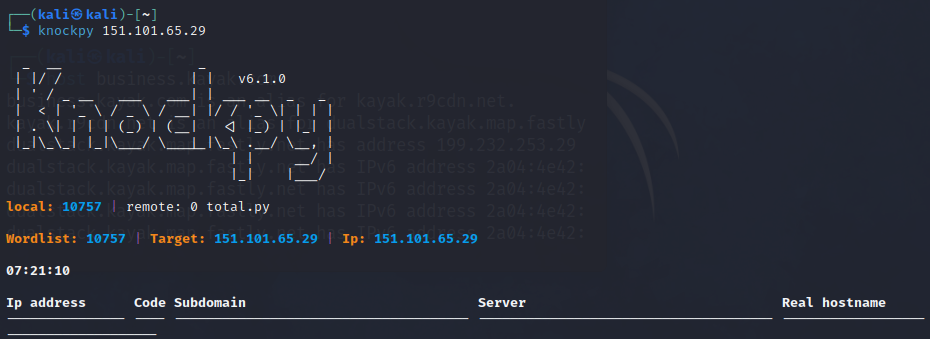 (kali㉿kali)-[~]
$ knockpy 151.101.65.29
v6.1.0
local: 10757 | remote: 0 total.py
Wordlist: 10757 | Target: 151.101.65.29 | Ip: 151.101.65.29
07:21:10
Ip address Code Subdomain Server Real hostname